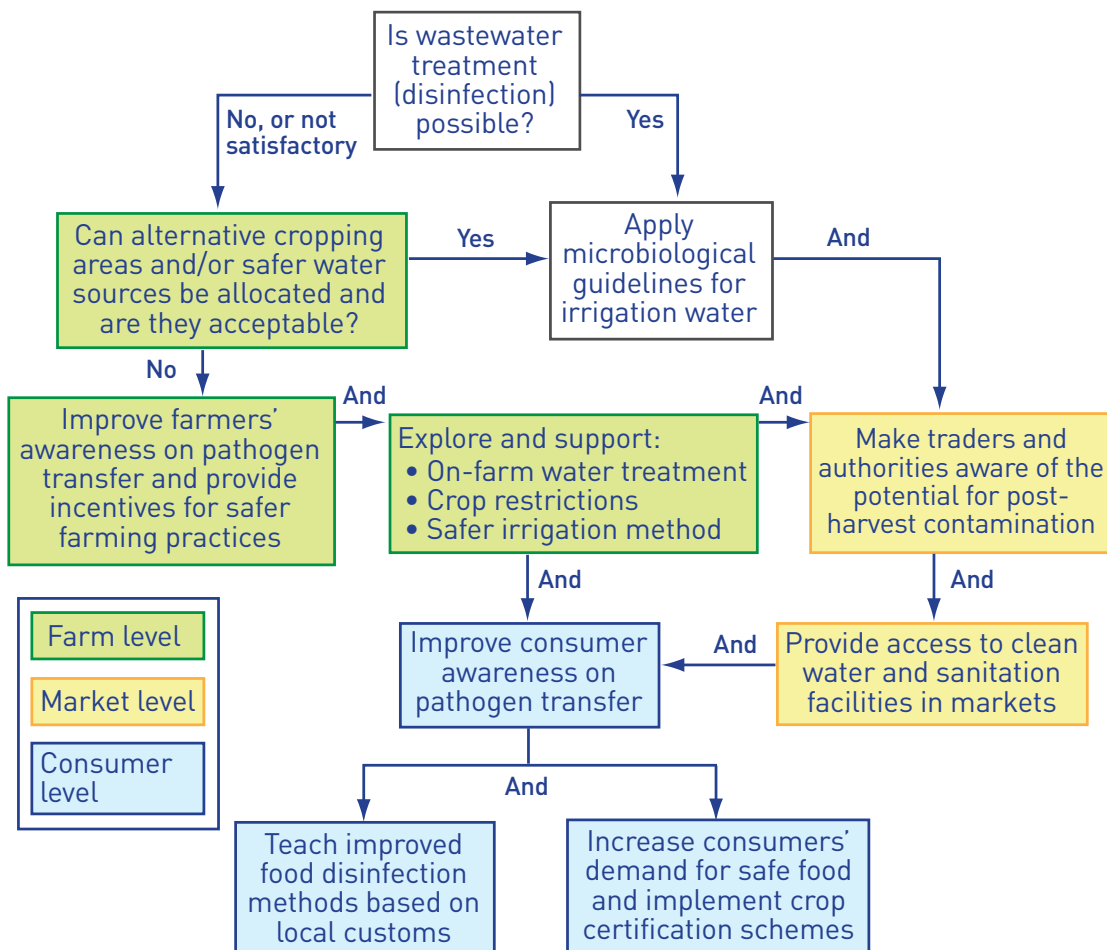 Is wastewater
treatment
(disinfection)
possible?
No, or not
satisfactory
Yes
Can alternative cropping
areas and/or safer water
sources be allocated and
are they acceptable?
Yes
Apply
microbiological
guidelines for
irrigation water
And
No
Improve farmers’
awareness on pathogen
transfer and provide
incentives for safer
farming practices
And
Explore and support:
• On-farm water treatment
• Crop restrictions
• Safer irrigation method
And
Make traders and
authorities aware of the
potential for post-
harvest contamination
And
And
Farm level
Market level
Consumer
level
Improve consumer
awareness on
pathogen transfer
And
Provide access to clean
water and sanitation
facilities in markets
And
Teach improved
food disinfection
methods based on
local customs
Increase consumers’
demand for safe food
and implement crop
certification schemes